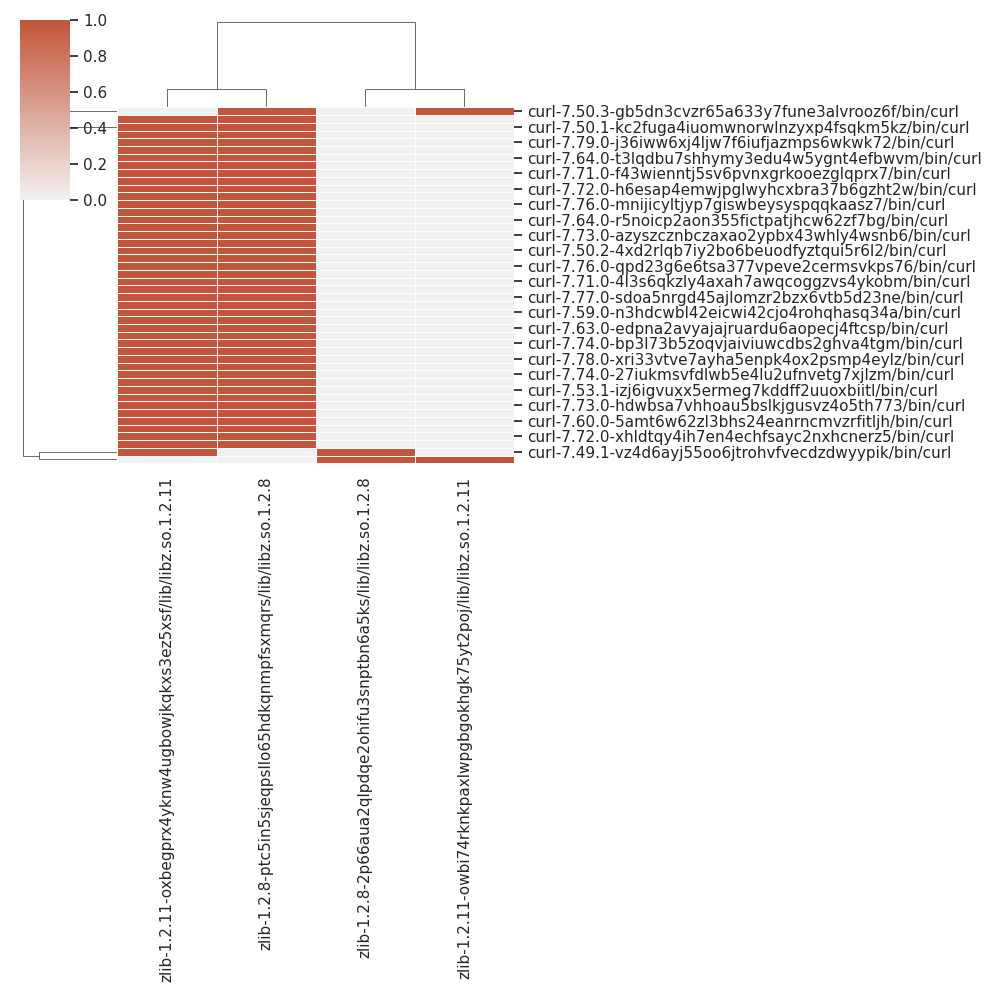 1.0
0.8
0.6
0.4
0.2
0.0
curl-7.50.3-gb5dn3cvzr65a633y7fune3alvrooz6f/bin/curl
curl-7.50.1-kc2fuga4iuomwnorwlnzyxp4fsqkm5kz/bin/curl
curl-7.79.0-j36iww6xj4ljw7f6iufjazmps6wkwk72/bin/curl
curl-7.64.0-t3lqdbu7shhymy3edu4w5ygnt4efbwvm/bin/curl
curl-7.71.0-f43wienntj5sv6pvnxgrkooezglqprx7/bin/curl
curl-7.72.0-h6esap4emwjpglwyhcxbra37b6gzht2w/bin/curl
curl-7.76.0-mnijicyltjyp7giswbeysyspqqkaasz7/bin/curl
curl-7.64.0-r5noicp2aon355fictpatjhcw62zf7bg/bin/curl
curl-7.73.0-azyszcznbczaxao2ypbx43whly4wsnb6/bin/curl
curl-7.50.2-4xd2rlqb7iy2bo6beuodfyztqui5r6l2/bin/curl
curl-7.76.0-qpd23g6e6tsa377vpeve2cermsvkps76/bin/curl
curl-7.71.0-4l3s6qkzly4axah7awqcoggzvs4ykobm/bin/curl
curl-7.77.0-sdoa5nrgd45ajlomzr2bzx6vtb5d23ne/bin/curl
curl-7.59.0-n3hdcwbl42eicwi42cjo4rohqhasq34a/bin/curl
curl-7.63.0-edpna2avyajajruardu6aopecj4ftcsp/bin/curl
curl-7.74.0-bp3l73b5zoqvjaiviuwcdbs2ghva4tgm/bin/curl
curl-7.78.0-xri33vtve7ayha5enpk4ox2psmp4eylz/bin/curl
curl-7.74.0-27iukmsvfdlwb5e4lu2ufnvetg7xjlzm/bin/curl
curl-7.53.1-izj6igvuxx5ermeg7kddff2uuoxbiitl/bin/curl
curl-7.73.0-hdwbsa7vhhoau5bslkjgusvz4o5th773/bin/curl
curl-7.60.0-5amt6w62zl3bhs24eanrncmvzrfitljh/bin/curl
curl-7.72.0-xhldtqy4ih7en4echfsayc2nxhcnerz5/bin/curl
curl-7.49.1-vz4d6ayj55oo6jtrohvfvecdzdwyypik/bin/curl
zlib-1.2.11-oxbegprx4yknw4ugbowjkqkxs3ez5xsf/lib/libz.so.1.2.11
zlib-1.2.8-ptc5in5sjeqpsllo65hdkqnmpfsxmqrs/lib/libz.so.1.2.8
zlib-1.2.8-2p66aua2qlpdqe2ohifu3snptbn6a5ks/lib/libz.so.1.2.8
zlib-1.2.11-owbi74rknkpaxlwpgbgokhgk75yt2poj/lib/libz.so.1.2.11